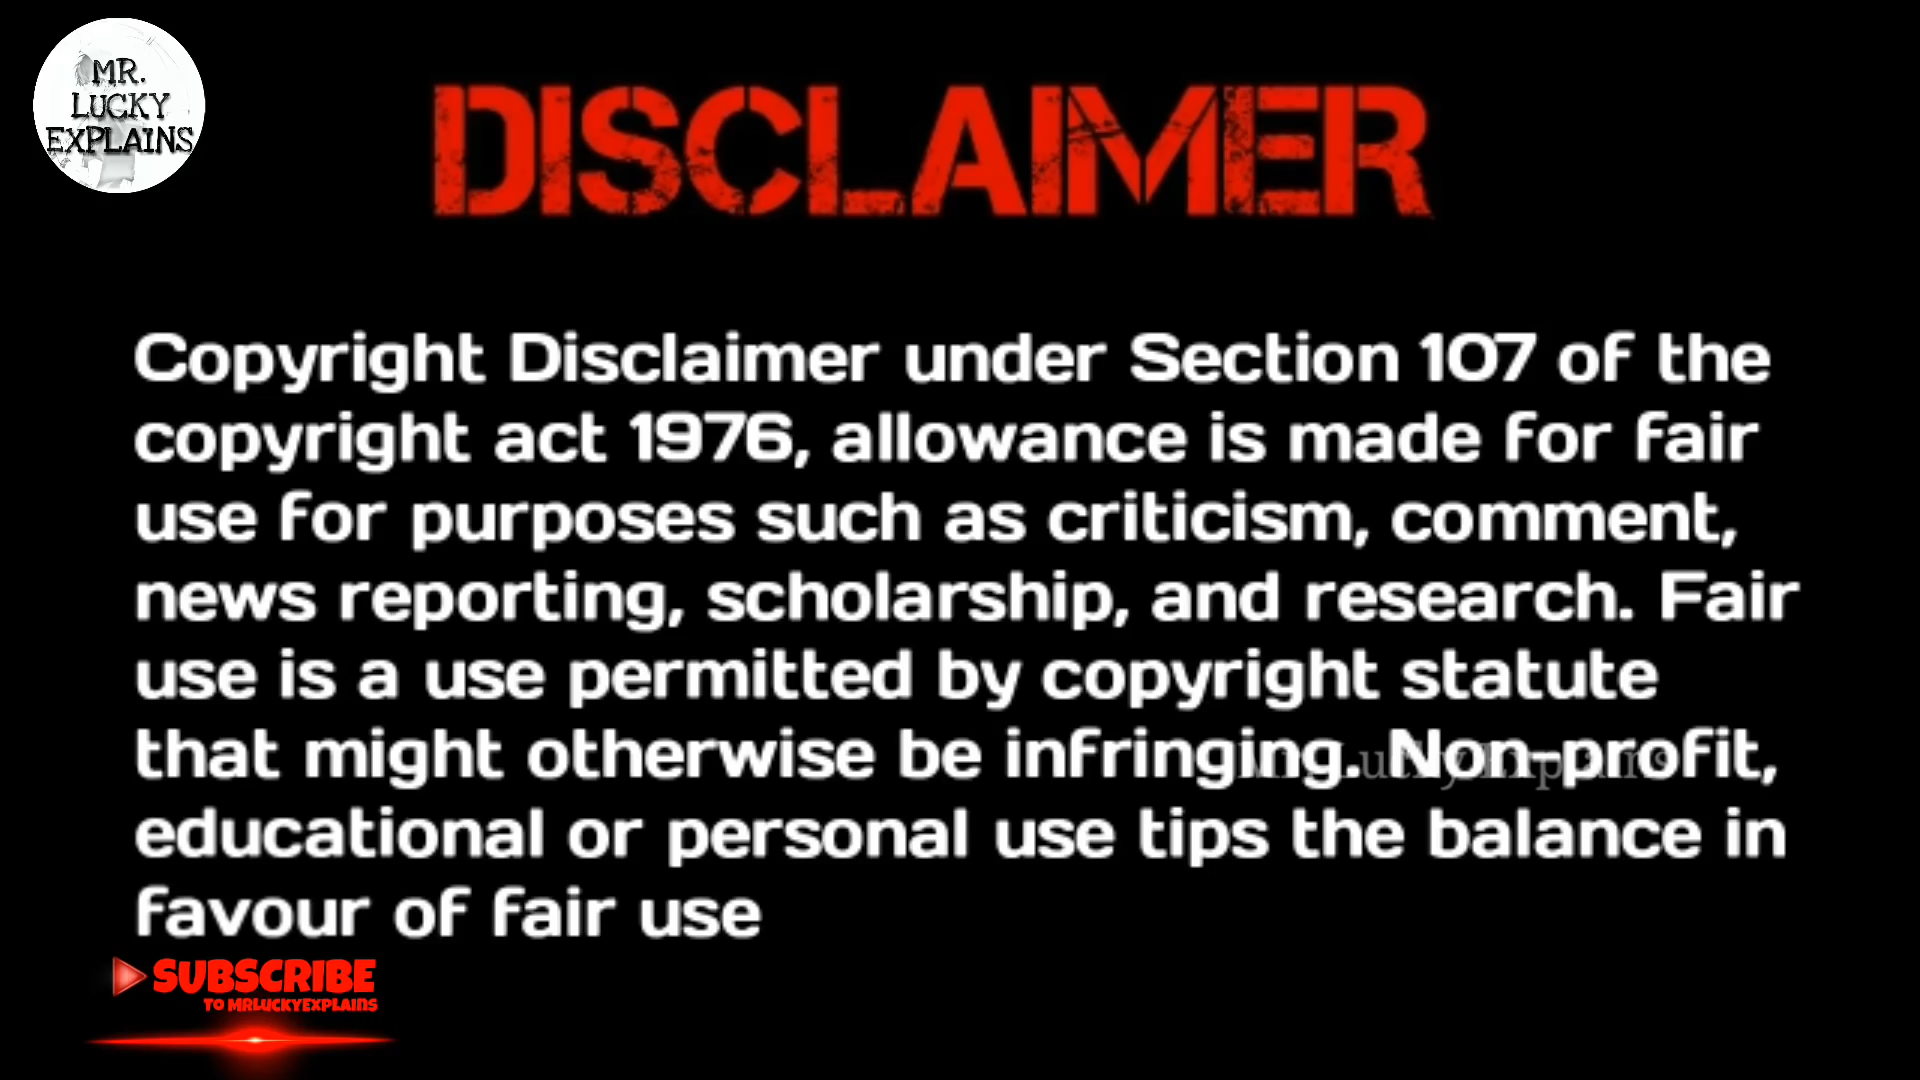 MR.
LUCKY
EXPLAINS
DISCLAIMER
Copyright Disclaimer under Section 107 of the
copyright act 1976, allowance is made for fair
use for purposes such as criticism, comment,
news reporting, scholarship, and research. Fair
use is a use permitted by copyright statute
that might otherwise be infringing. Non-profit,
Mr. Lucky Explains
educational or personal use tips the balance in
favour of fair use
SUBSCRIBE
TO MRLUCKYEXPLAINS